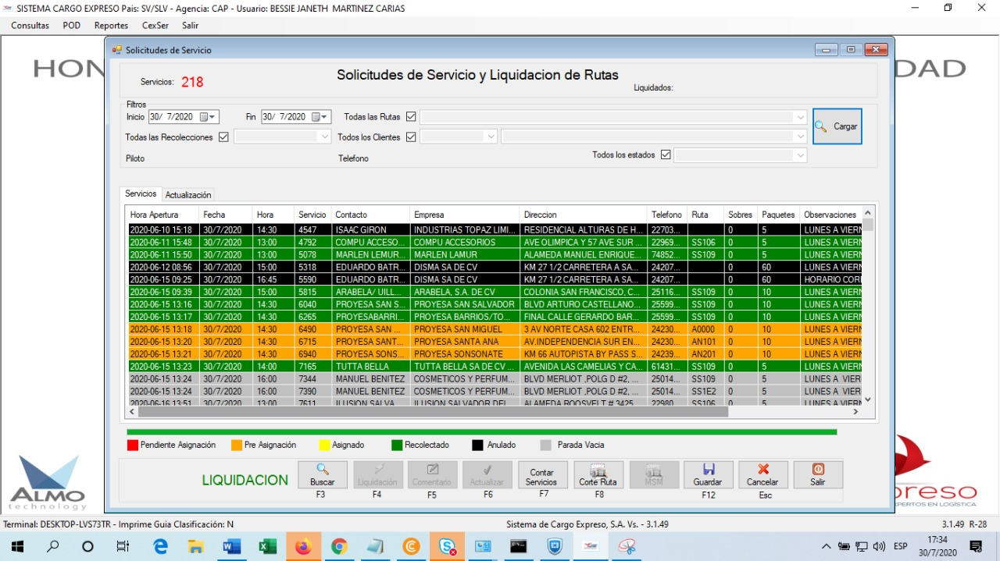 SISTEMA CARGO EXPRESO Pais: SV/SLV - Agencia: CAP - Usuario: BESSIE JANETH MARTINEZ CARIAS
Consultas POD Reportes CexSer Salir
HON DAD
Solicitudes de Servicio
Servicios: 218 Solicitudes de Servicio y Liquidacion de Rutas
Liquidados:
Filtros
Inicio 30/ 7/2020 Fin 30/ 7/2020 Todas las Rutas
Cargar
Todas las Recolecciones Todos los Clientes
Piloto Telefono Todos los estados
Servicios Actualización
Hora Apertura Fecha Hora Servicio Contacto Empresa Direccion Telefono Ruta Sobres Paquetes Observaciones
2020-06-10 15:18 30/7/2020 14:30 4547 ISAAC GIRON INDUSTRIAS TOPAZ LIMI... RESIDENCIAL ALTURAS DE H... 22703... 0 5 LUNES A VIERN
2020-06-11 15:48 30/7/2020 13:00 4792 COMPU ACCESO... COMPU ACCESORIOS AVE OLIMPICA Y 57 AVE SUR ... 22969... SS106 0 5 LUNES A VIERN
2020-06-11 15:50 30/7/2020 13:00 5078 MARLEN LEMUR... MARLEN LAMUR ALAMEDA MANUEL ENRIQUE... 74852... SS109 0 5 LUNES A VIERN
2020-06-12 08:56 30/7/2020 15:00 5318 EDUARDO BATR... DISMA SA DE CV KM 27 1/2 CARRETERA A SA... 24207... 0 60 LUNES A VIERN
2020-06-15 09:25 30/7/2020 16:45 5590 EDUARDO BATR... DISMA SA DE CV KM 27 1/2 CARRETERA A SA... 24207... 0 60 HORARIO CORI
2020-06-15 09:39 30/7/2020 15:00 5815 ARABELA/ UILL... ARABELA, S.A. DE CV COLONIA SAN FRANCISCO, C... 25116... SS109 0 10 LUNES A VIERN
2020-06-15 13:16 30/7/2020 14:30 6040 PROYESA SAN S... PROYESA SAN SALVADOR BLVD ARTURO CASTELLANO... 25599... SS109 0 10 LUNES A VIERN
2020-06-15 13:17 30/7/2020 14:30 6265 PROYESABARRI... PROYESA BARRIOS/TO... FINAL CALLE GERARDO BAR... 25599... SS109 0 10 LUNES A VIERN
2020-06-15 13:18 30/7/2020 14:30 6490 PROYESA SAN ... PROYESA SAN MIGUEL 3 AV NORTE CASA 602 ENTR... 24230... A0000 0 10 LUNES A VIERN
2020-06-15 13:20 30/7/2020 14:30 6715 PROYESA SANT... PROYESA SANTA ANA AV.INDEPENDENCIA SUR EN... 24230... AN101 0 10 LUNES A VIERN
2020-06-15 13:21 30/7/2020 14:30 6940 PROYESA SONS... PROYESA SONSONATE KM 66 AUTOPISTA BY PASS S... 24239... AN201 0 10 LUNES A VIERN
2020-06-15 13:23 30/7/2020 14:00 7165 TUTTA BELLA TUTTA BELLA SA DE CV ... AVENIDA LAS CAMELIAS Y CA... 61431... SS109 0 5 LUNES A VIERN
2020-06-15 13:24 30/7/2020 16:00 7344 MANUEL BENITEZ COSMETICOS Y PERFUM... BLVD MERLIOT ,POLG D #2, ... 25014... SS109 0 5 LUNES A VIER
2020-06-15 13:24 30/7/2020 16:00 7390 MANUEL BENITEZ COSMETICOS Y PERFUM... BLVD MERLIOT ,POLG D #2, ... 25014... SS1E2 0 5 LUNES A VIER
2020-06-16 13:51 30/7/2020 13:00 7611 ILUSION SALVA... ILUSION SALVADOR DEL... ALAMEDA ROOSVELT # 3425 ... 22980... SS106 0 5 LUNES A VIERN
Pendiente Asignación Pre Asignación Asignado Recolectado Anulado Parada Vacia
LIQUIDACION Buscar Liquidación Comentario Actualizar Contar Servicios Corte Ruta MSM Guardar Cancelar Salir
F3 F4 F5 F6 F7 F8 F12 Esc
ALMO
technology
preso
PERTOS EN LOGÍSTICA
Terminal: DESKTOP-LVS73TR - Imprime Guia Clasificación: N Sistema de Cargo Expreso, S.A. Vs. - 3.1.49 3.1.49 R-28
ESP 17:34
30/7/2020